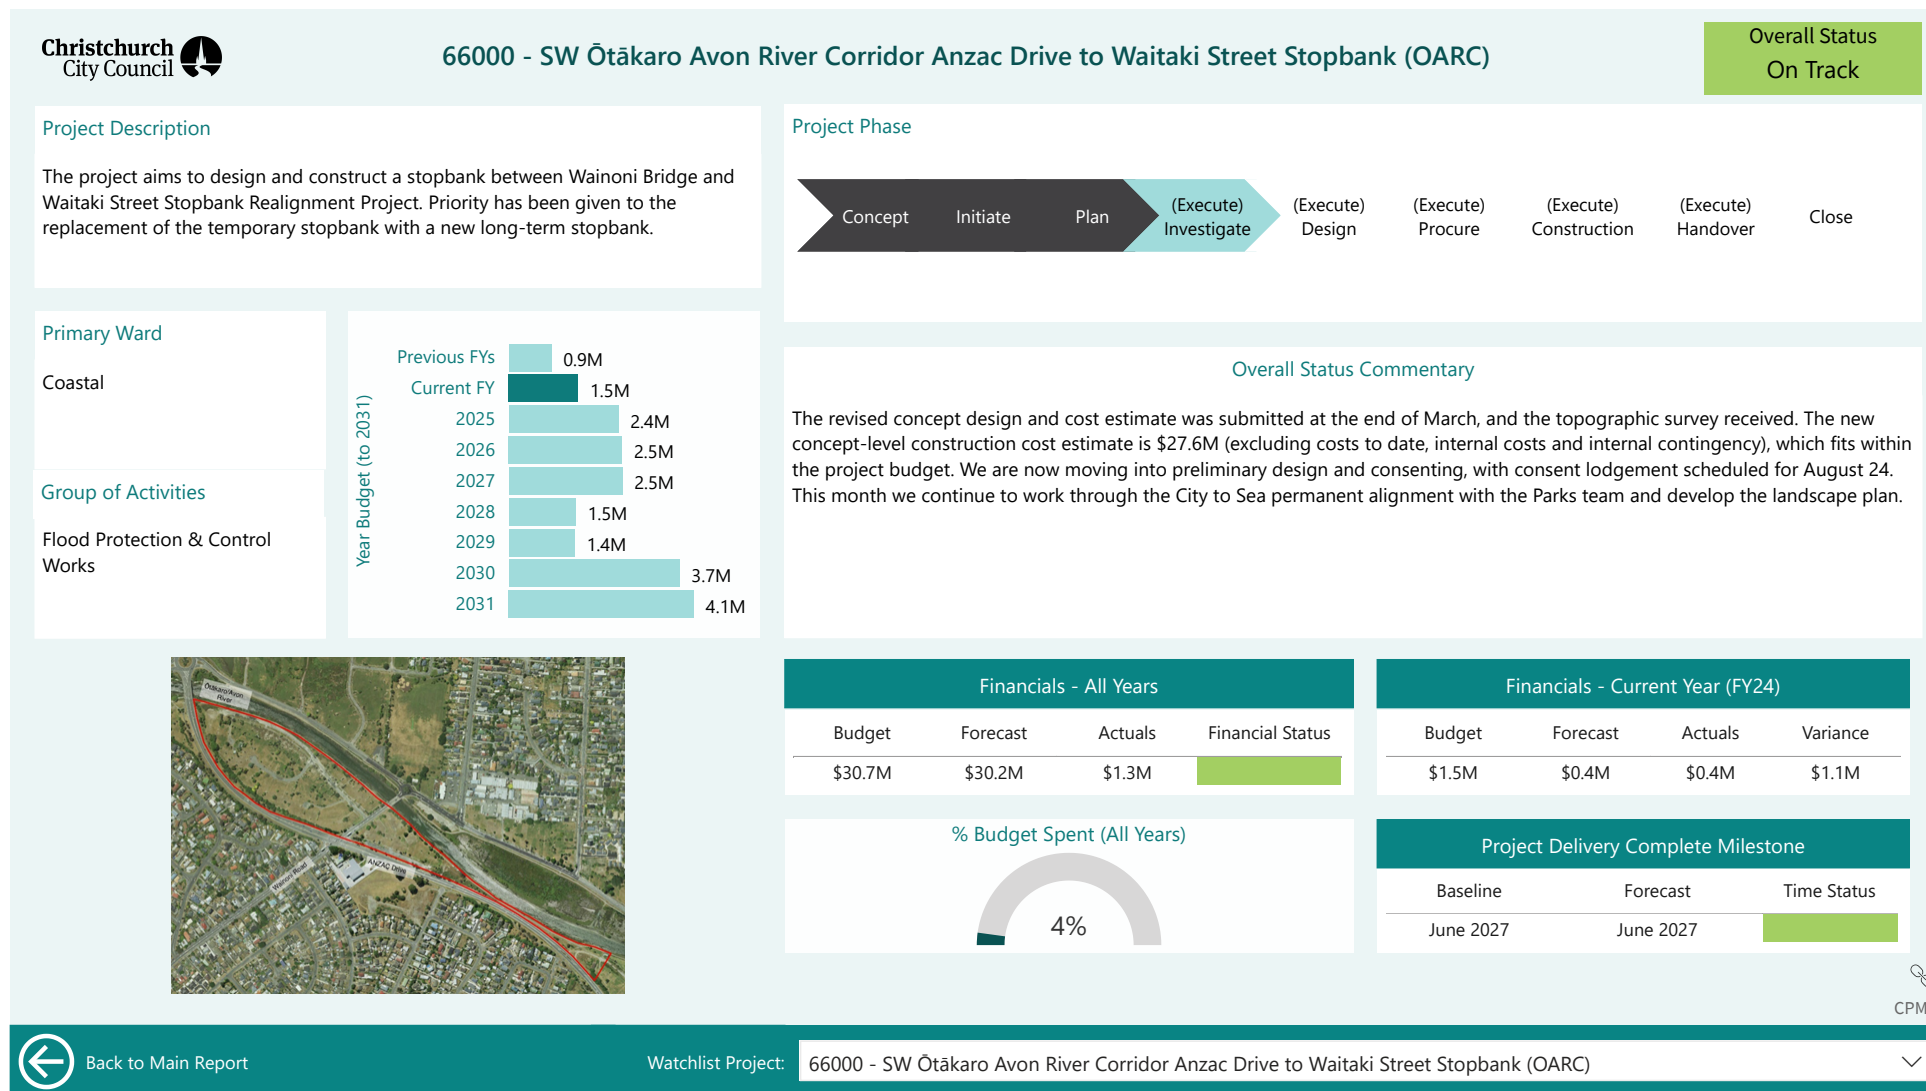 Christchurch
City Council
66000 - SW Ōtākaro Avon River Corridor Anzac Drive to Waitaki Street Stopbank (OARC)
Overall Status
On Track
Project Description
The project aims to design and construct a stopbank between Wainoni Bridge and
Waitaki Street Stopbank Realignment Project. Priority has been given to the
replacement of the temporary stopbank with a new long-term stopbank.
Project Phase
Concept
Initiate
Plan
(Execute)
Investigate
(Execute)
Design
(Execute)
Procure
(Execute)
Construction
(Execute)
Handover
Close
Primary Ward
Coastal
Group of Activities
Flood Protection & Control
Works
Year Budget (to 2031)
Previous FYs 0.9M
Current FY 1.5M
2025 2.4M
2026 2.5M
2027 2.5M
2028 1.5M
2029 1.4M
2030 3.7M
2031 4.1M
Overall Status Commentary
The revised concept design and cost estimate was submitted at the end of March, and the topographic survey received. The new
concept-level construction cost estimate is $27.6M (excluding costs to date, internal costs and internal contingency), which fits within
the project budget. We are now moving into preliminary design and consenting, with consent lodgement scheduled for August 24.
This month we continue to work through the City to Sea permanent alignment with the Parks team and develop the landscape plan.
Ōtākaro/Avon
River
Wainoni Road
ANZAC Drive
Financials - All Years
Budget Forecast Actuals Financial Status
$30.7M $30.2M $1.3M
Financials - Current Year (FY24)
Budget Forecast Actuals Variance
$1.5M $0.4M $0.4M $1.1M
% Budget Spent (All Years)
4%
Project Delivery Complete Milestone
Baseline Forecast Time Status
June 2027 June 2027
CPM
Back to Main Report
Watchlist Project:
66000 - SW Ōtākaro Avon River Corridor Anzac Drive to Waitaki Street Stopbank (OARC)